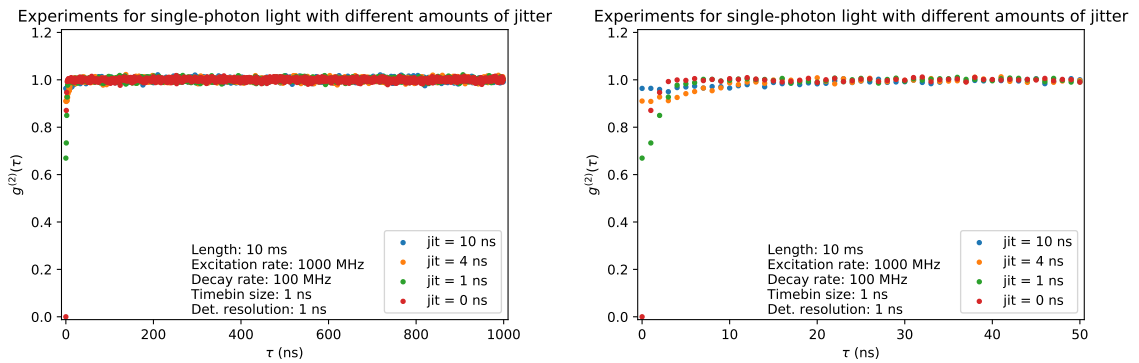 Experiments for single-photon light with different amounts of jitter
1.2
1.0
0.8
0.6
0.4
0.2
0.0
g^(2)(τ)
Length: 10 ms
Excitation rate: 1000 MHz
Decay rate: 100 MHz
Timebin size: 1 ns
Det. resolution: 1 ns
jit = 10 ns
jit = 4 ns
jit = 1 ns
jit = 0 ns
0 200 400 600 800 1000
τ (ns)
Experiments for single-photon light with different amounts of jitter
1.2
1.0
0.8
0.6
0.4
0.2
0.0
g^(2)(τ)
Length: 10 ms
Excitation rate: 1000 MHz
Decay rate: 100 MHz
Timebin size: 1 ns
Det. resolution: 1 ns
jit = 10 ns
jit = 4 ns
jit = 1 ns
jit = 0 ns
0 10 20 30 40 50
τ (ns)